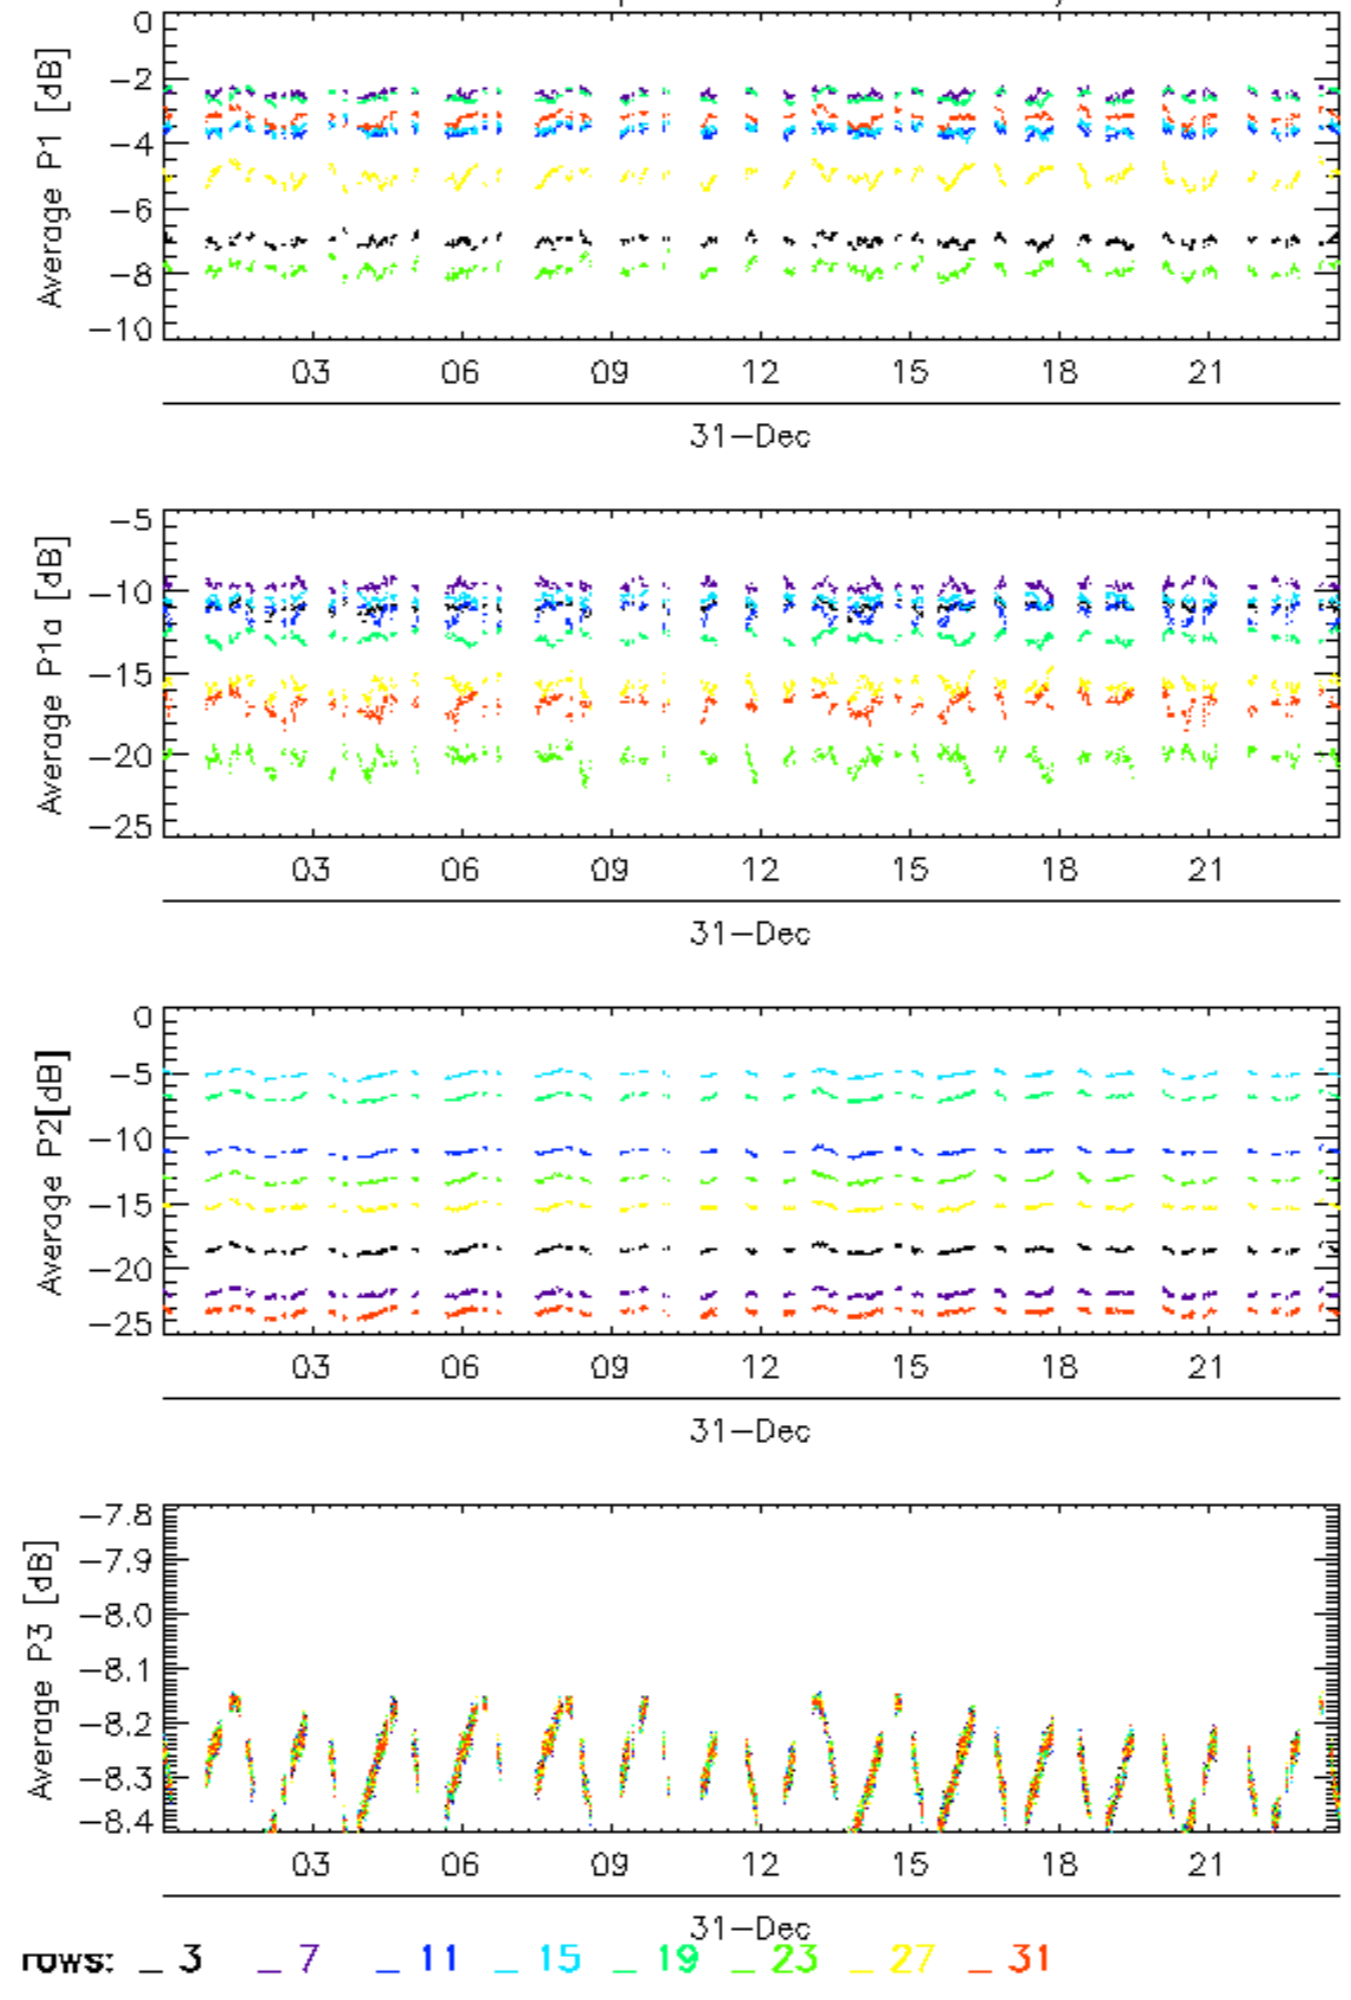 0
−2
−4
−6
−8
−10
Average P1 [dB]
03 06 09 12 15 18 21
31−Dec
−5
−10
−15
−20
−25
Average P1a [dB]
03 06 09 12 15 18 21
31−Dec
0
−5
−10
−15
−20
−25
Average P2[dB]
03 06 09 12 15 18 21
31−Dec
−7.8
−7.9
−8.0
−8.1
−8.2
−8.3
−8.4
Average P3 [dB]
03 06 09 12 15 18 21
31−Dec
rows: _ 3 _ 7 _ 11 _ 15 _ 19 _ 23 _ 27 _ 31